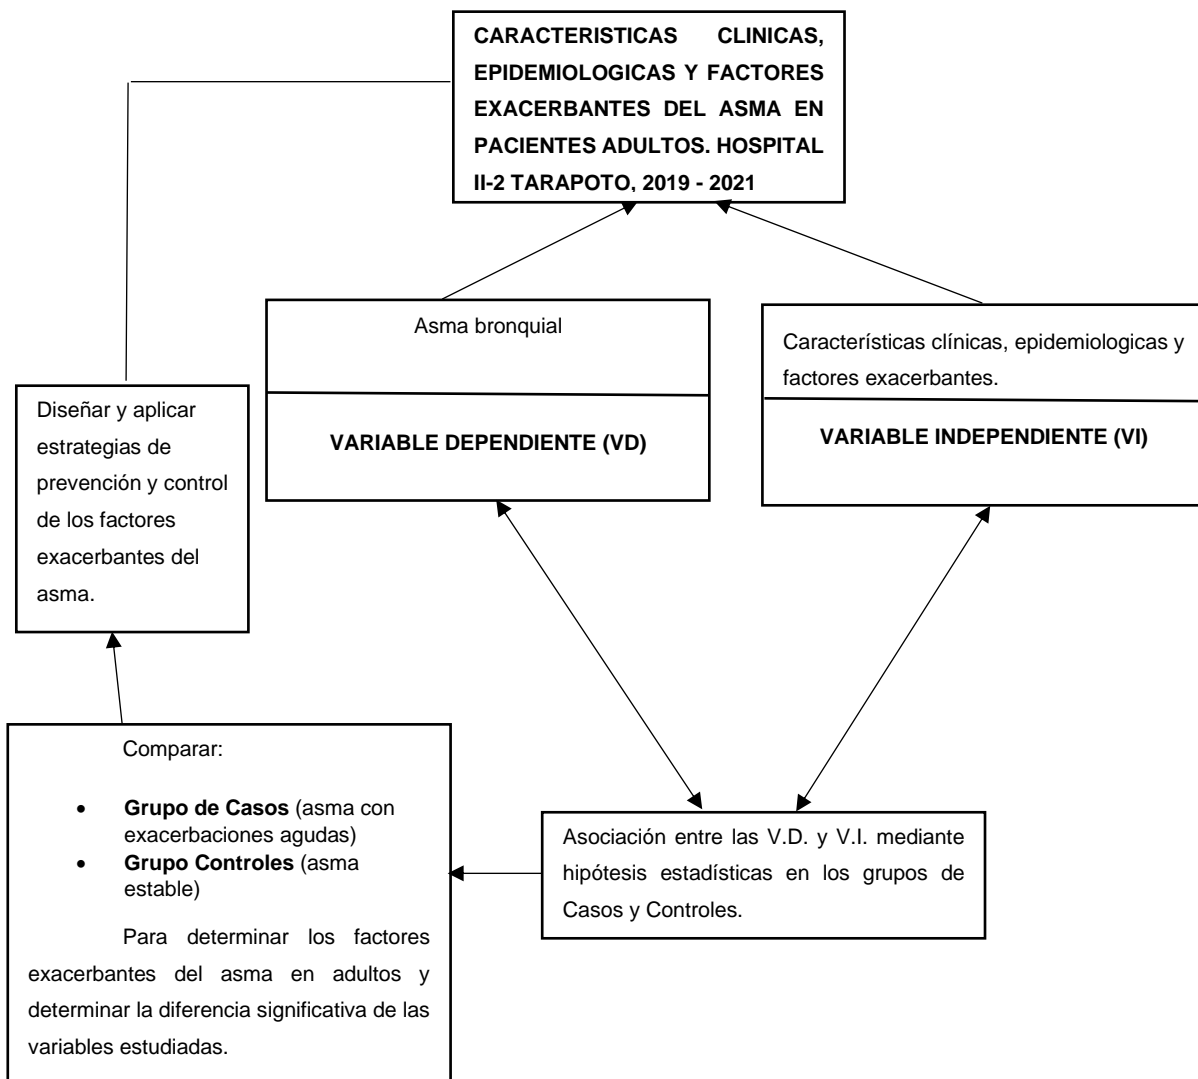 CARACTERISTICAS CLINICAS,
EPIDEMIOLOGICAS Y FACTORES
EXACERBANTES DEL ASMA EN
PACIENTES ADULTOS. HOSPITAL
II-2 TARAPOTO, 2019 - 2021
Asma bronquial
VARIABLE DEPENDIENTE (VD)
Características clínicas, epidemiologicas y
factores exacerbantes.
VARIABLE INDEPENDIENTE (VI)
Diseñar y aplicar
estrategias de
prevención y control
de los factores
exacerbantes del
asma.
Comparar:
• Grupo de Casos (asma con
exacerbaciones agudas)
• Grupo Controles (asma
estable)
Para determinar los factores
exacerbantes del asma en adultos y
determinar la diferencia significativa de las
variables estudiadas.
Asociación entre las V.D. y V.I. mediante
hipótesis estadísticas en los grupos de
Casos y Controles.